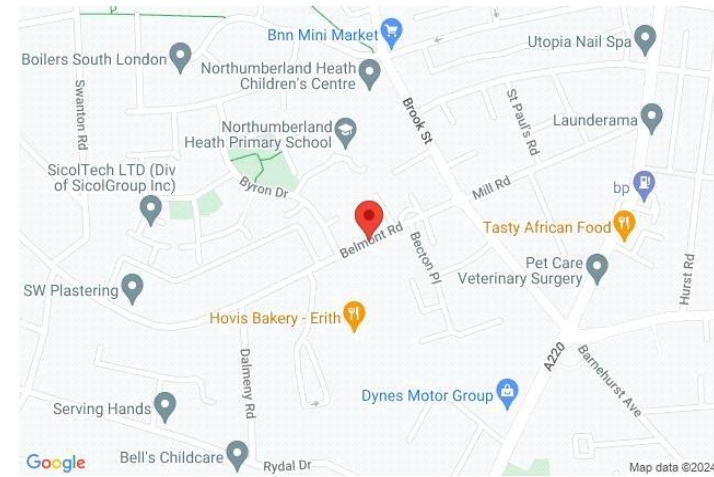 Bnn Mini Market
Utopia Nail Spa
Boilers South London
Northumberland Heath
Children's Centre
Swanton Rd
Brook St
St Paul's Rd
Launderama
Northumberland
Heath Primary School
SicolTech LTD (Div
of SicolGroup Inc)
Byron Dr
Mill Rd
bp
Belmont Rd
Becton Pl
Tasty African Food
Pet Care
Veterinary Surgery
Hurst Rd
SW Plastering
Hovis Bakery - Erith
Dalmeny Rd
A220
Barnehurst Ave
Dynes Motor Group
Serving Hands
Bell's Childcare
Rydal Dr
Google
Map data ©2024